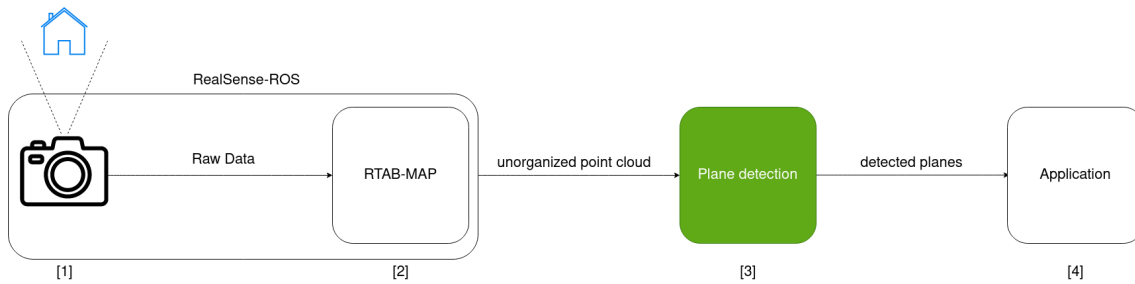 RealSense-ROS
Raw Data
RTAB-MAP
unorganized point cloud
Plane detection
detected planes
Application
[1]
[2]
[3]
[4]